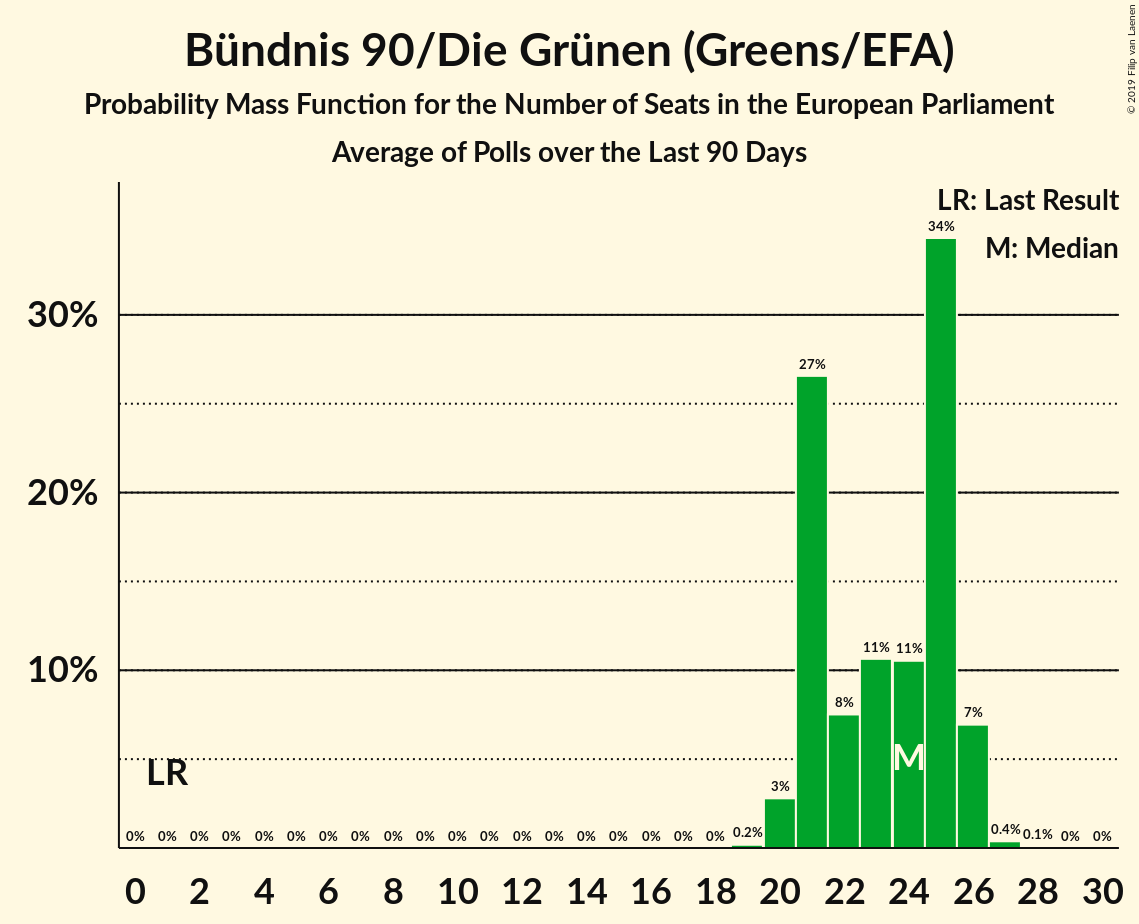 Bündnis 90/Die Grünen (Greens/EFA)
Probability Mass Function for the Number of Seats in the European Parliament
Average of Polls over the Last 90 Days
© 2019 Filip van Laenen
LR: Last Result
M: Median
34%
30%
27%
20%
11% 11%
10%
8%
7%
M
LR
3%
0% 0% 0% 0% 0% 0% 0% 0% 0% 0% 0% 0% 0% 0% 0% 0% 0% 0% 0% 0.2% 0.4% 0.1% 0% 0%
0 2 4 6 8 10 12 14 16 18 20 22 24 26 28 30